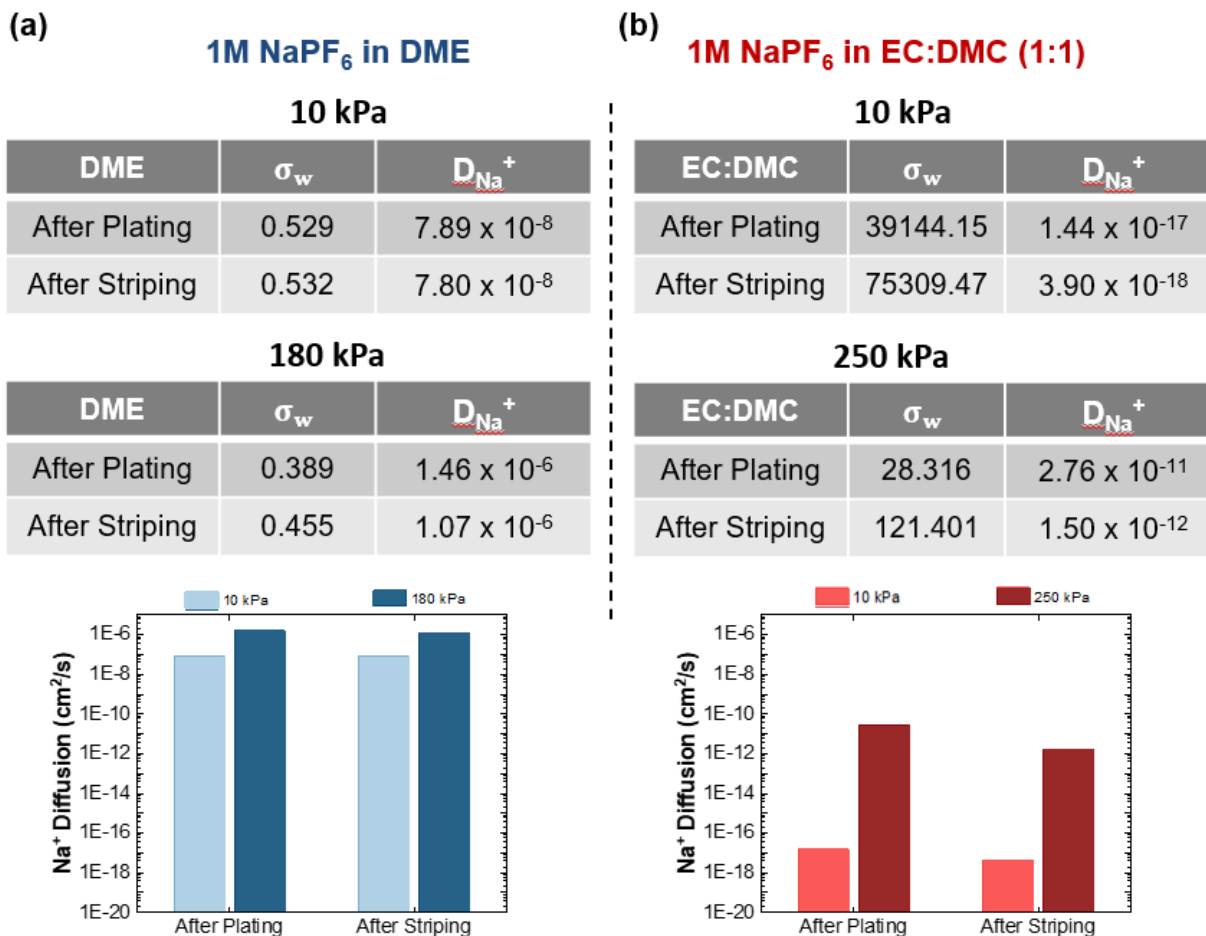 (a)
1M NaPF₆ in DME
10 kPa
DME σw D_Na⁺
After Plating 0.529 7.89 x 10⁻⁸
After Striping 0.532 7.80 x 10⁻⁸
180 kPa
DME σw D_Na⁺
After Plating 0.389 1.46 x 10⁻⁶
After Striping 0.455 1.07 x 10⁻⁶
10 kPa 180 kPa
Na⁺ Diffusion (cm²/s)
1E-6
1E-8
1E-10
1E-12
1E-14
1E-16
1E-18
1E-20
After Plating After Striping
(b)
1M NaPF₆ in EC:DMC (1:1)
10 kPa
EC:DMC σw D_Na⁺
After Plating 39144.15 1.44 x 10⁻¹⁷
After Striping 75309.47 3.90 x 10⁻¹⁸
250 kPa
EC:DMC σw D_Na⁺
After Plating 28.316 2.76 x 10⁻¹¹
After Striping 121.401 1.50 x 10⁻¹²
10 kPa 250 kPa
Na⁺ Diffusion (cm²/s)
1E-6
1E-8
1E-10
1E-12
1E-14
1E-16
1E-18
1E-20
After Plating After Striping